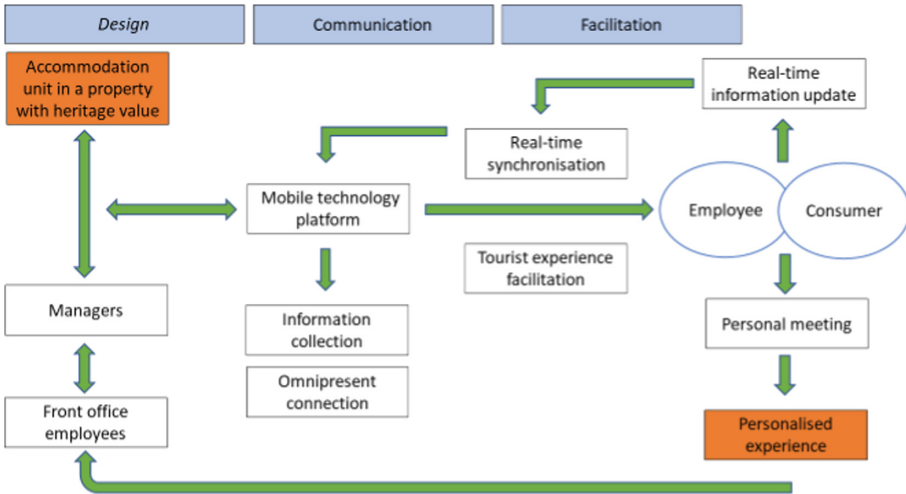 Design
Communication
Facilitation
Accommodation
unit in a property
with heritage value
Real-time
information update
Real-time
synchronisation
Mobile technology
platform
Employee
Consumer
Tourist experience
facilitation
Managers
Information
collection
Personal meeting
Omnipresent
connection
Front office
employees
Personalised
experience